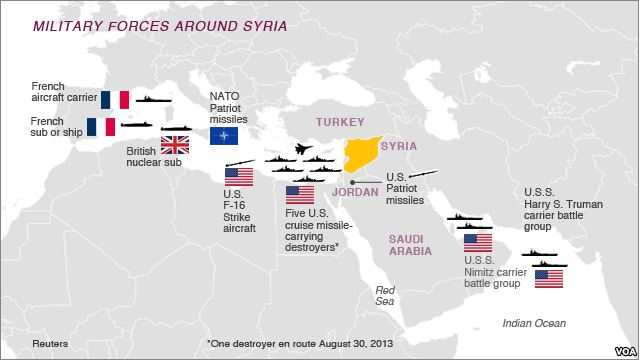 MILITARY FORCES AROUND SYRIA
French
aircraft carrier
French
sub or ship
British
nuclear sub
NATO
Patriot
missiles
U.S.
F-16
Strike
aircraft
Five U.S.
cruise missile-
carrying
destroyers*
TURKEY
SYRIA
JORDAN
U.S.
Patriot
missiles
SAUDI
ARABIA
Red
Sea
U.S.S.
Nimitz carrier
battle group
U.S.S.
Harry S. Truman
carrier battle
group
Indian Ocean
Reuters
*One destroyer en route August 30, 2013
VOA